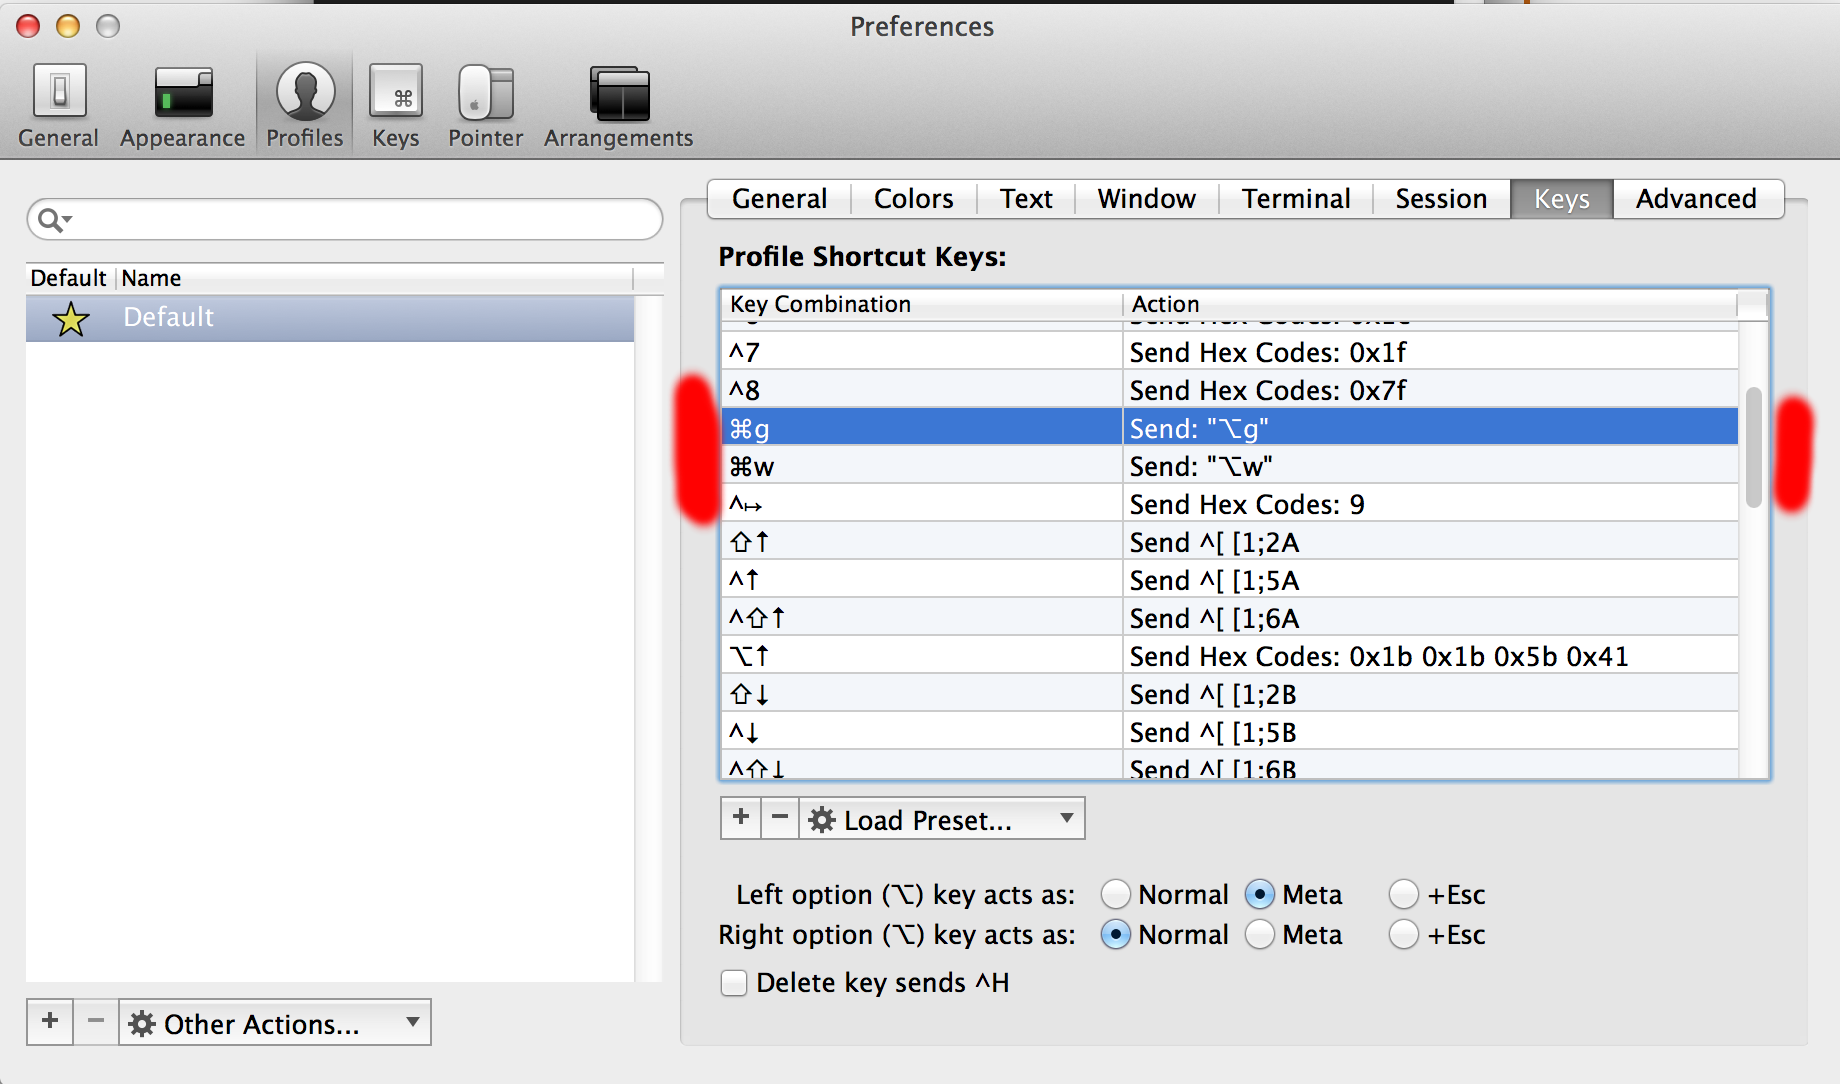 Preferences
General Appearance Profiles Keys Pointer Arrangements
General Colors Text Window Terminal Session Keys Advanced
Default Name
Default
Profile Shortcut Keys:
Key Combination Action
^7 Send Hex Codes: 0x1f
^8 Send Hex Codes: 0x7f
⌘g Send: "⌥g"
⌘w Send: "⌥w"
^↦ Send Hex Codes: 9
⇧↑ Send ^[ [1;2A
^↑ Send ^[ [1;5A
^⇧↑ Send ^[ [1;6A
⌥↑ Send Hex Codes: 0x1b 0x1b 0x5b 0x41
⇧↓ Send ^[ [1;2B
^↓ Send ^[ [1;5B
^⇧↓ Send ^[ [1;6B
+ − Load Preset...
Left option (⌥) key acts as: Normal Meta +Esc
Right option (⌥) key acts as: Normal Meta +Esc
Delete key sends ^H
+ − Other Actions...